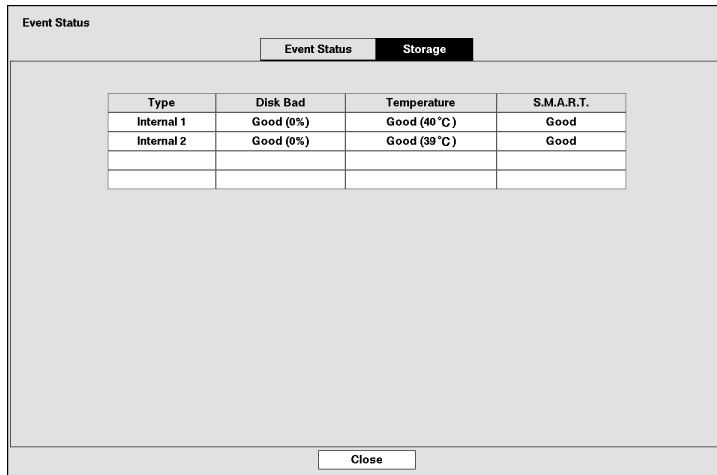 Event Status
Event Status Storage
Type Disk Bad Temperature S.M.A.R.T.
Internal 1 Good (0%) Good (40°C) Good
Internal 2 Good (0%) Good (39°C) Good
Close